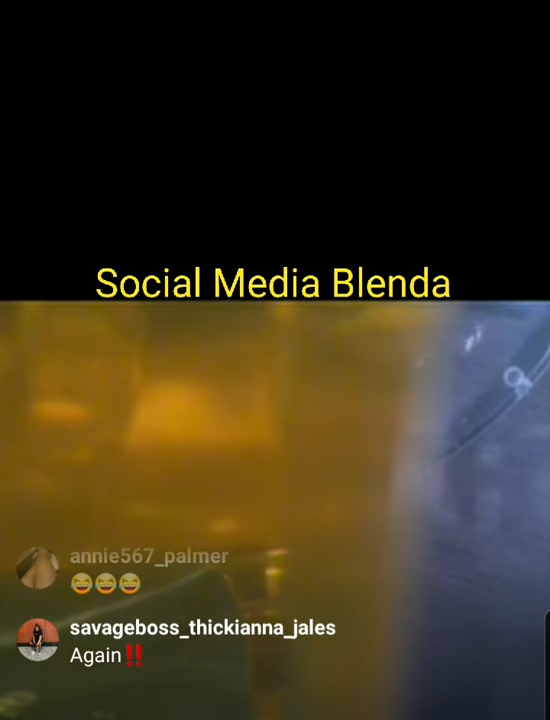 Social Media Blenda
annie567_palmer
😂😂😂
savageboss_thickianna_jales
Again‼️